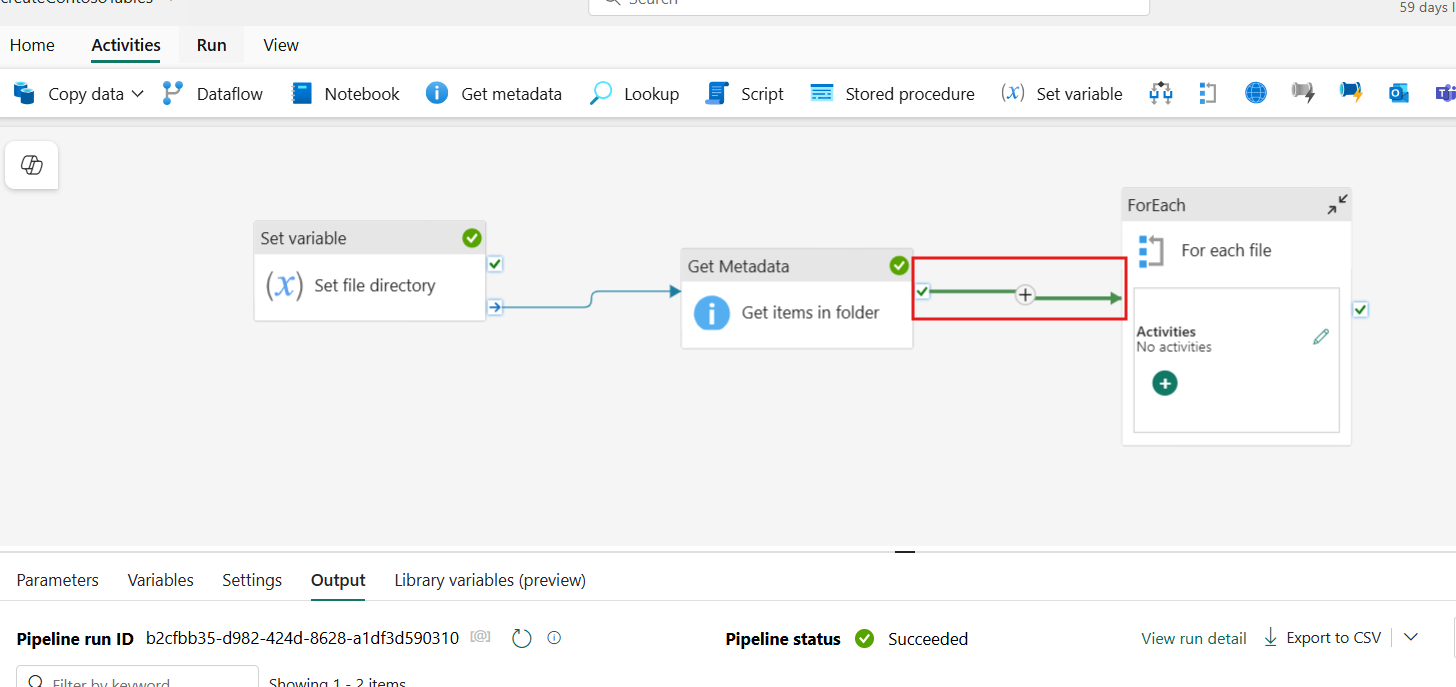 createContosoTables
Search
59 days l
Home Activities Run View
Copy data Dataflow Notebook Get metadata Lookup Script Stored procedure (x) Set variable
Set variable
(x) Set file directory
Get Metadata
Get items in folder
ForEach
For each file
Activities
No activities
Parameters Variables Settings Output Library variables (preview)
Pipeline run ID b2cfbb35-d982-424d-8628-a1df3d590310 [@] Pipeline status Succeeded View run detail Export to CSV
Filter by keyword Showing 1 - 2 items